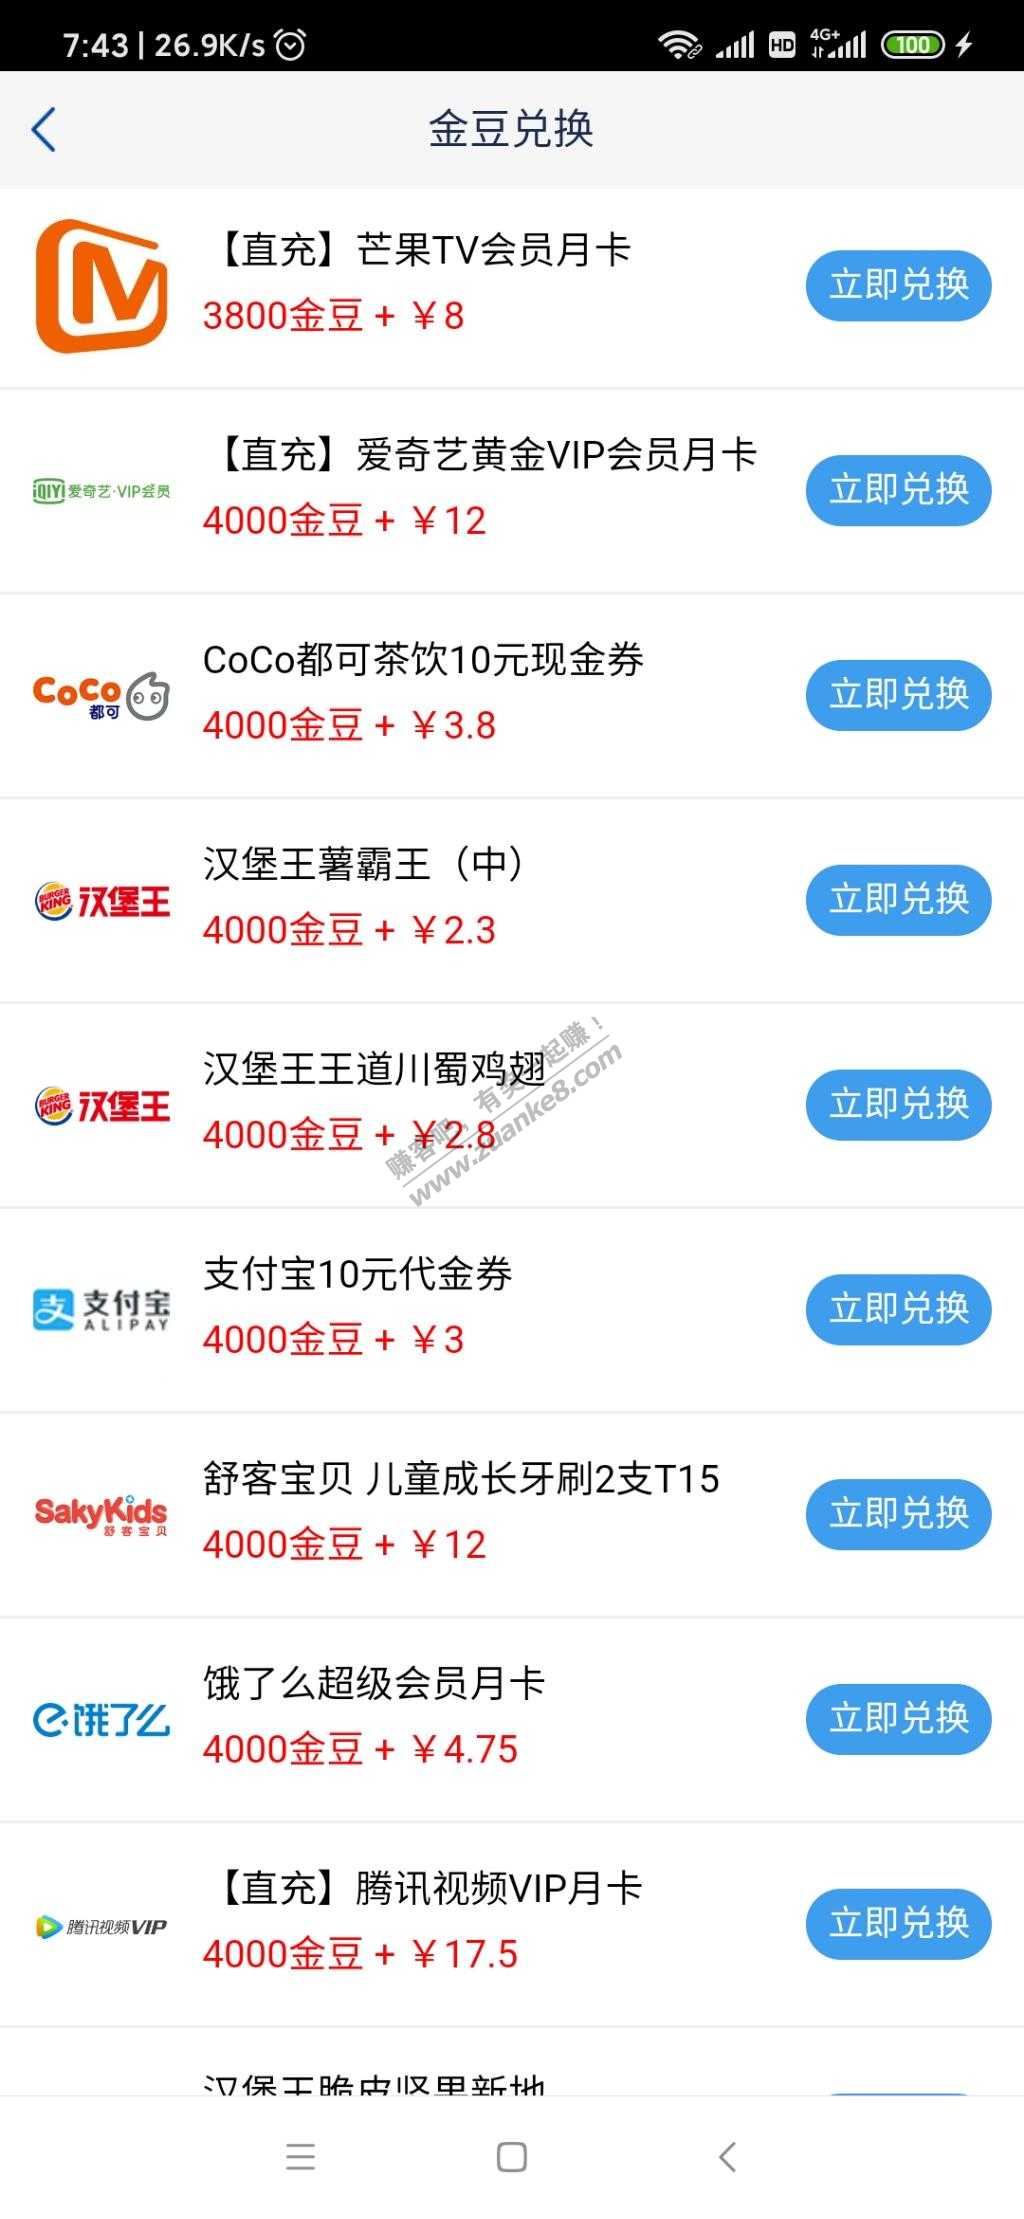 7:43 | 26.9K/s
HD 4G+ 100
金豆兑换
【直充】芒果TV会员月卡
3800金豆 + ￥8
立即兑换
iQIYI 爱奇艺·VIP会员
【直充】爱奇艺黄金VIP会员月卡
4000金豆 + ￥12
立即兑换
CoCo
都可
CoCo都可茶饮10元现金券
4000金豆 + ￥3.8
立即兑换
BURGER KING 汉堡王
汉堡王薯霸王（中）
4000金豆 + ￥2.3
立即兑换
BURGER KING 汉堡王
汉堡王王道川蜀鸡翅
4000金豆 + ￥2.8
立即兑换
赚客吧，有奖一起赚！
www.zuanke8.com
支 支付宝
ALIPAY
支付宝10元代金券
4000金豆 + ￥3
立即兑换
SakyKids
舒客宝贝
舒客宝贝 儿童成长牙刷2支T15
4000金豆 + ￥12
立即兑换
饿了么
饿了么超级会员月卡
4000金豆 + ￥4.75
立即兑换
腾讯视频VIP
【直充】腾讯视频VIP月卡
4000金豆 + ￥17.5
立即兑换
汉堡王脆皮坚果新地